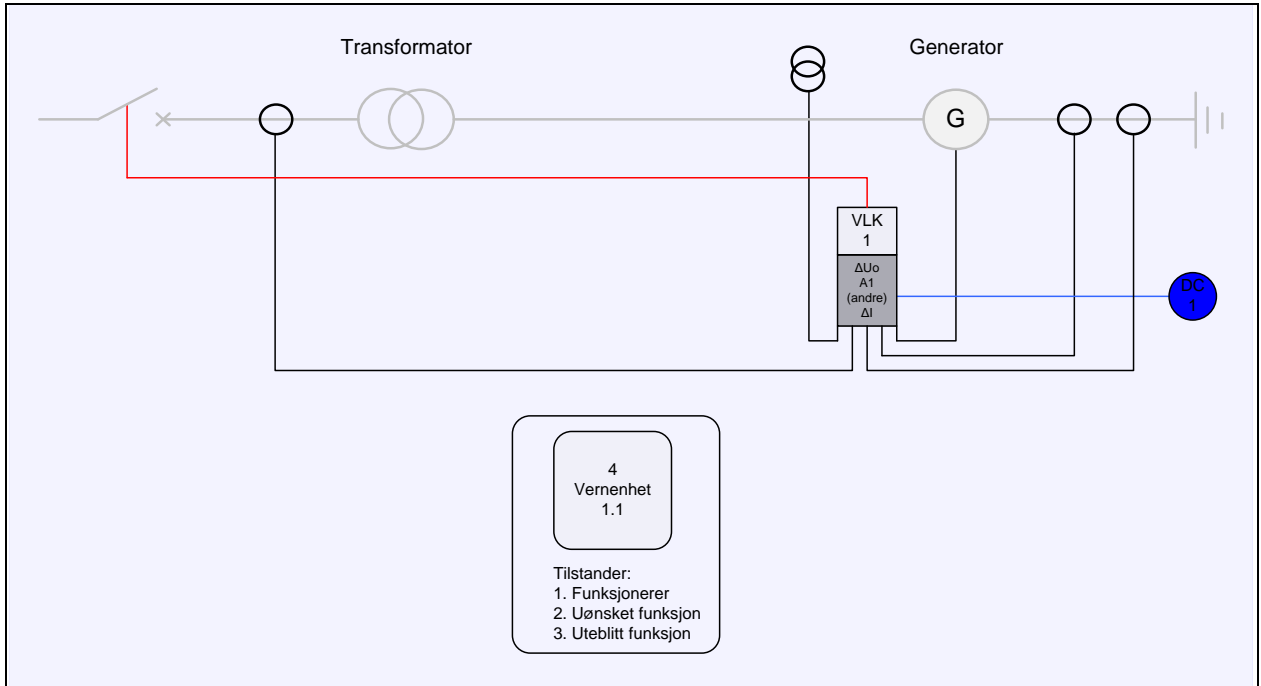 Transformator
Generator
G
VLK
1
ΔUo
A1
(andre)
ΔI
DC
1
4
Vernenhet
1.1
Tilstander:
1. Funksjonerer
2. Uønsket funksjon
3. Uteblitt funksjon